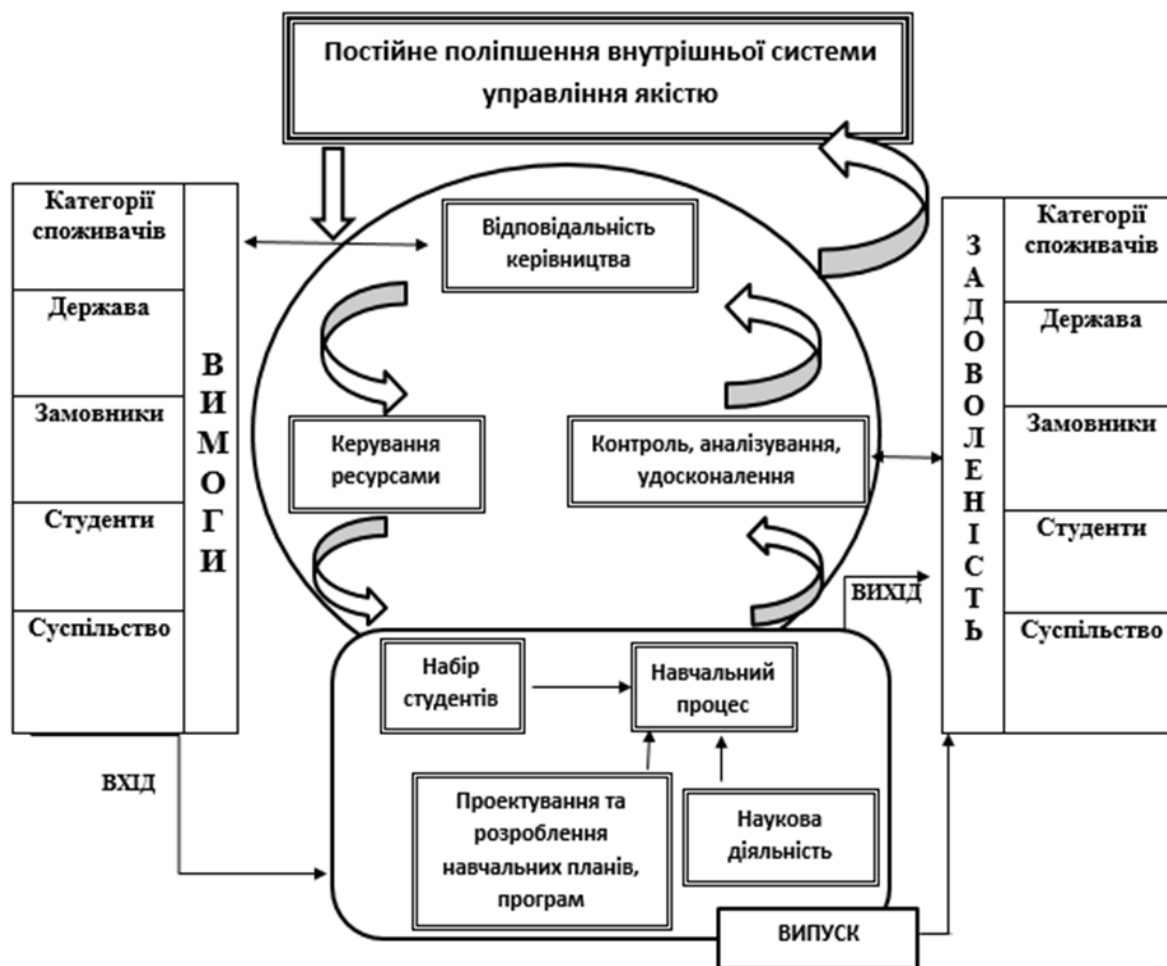 Постійне поліпшення внутрішньої системи
управління якістю
Категорії
споживачів
Держава
Замовники
Студенти
Суспільство
ВИМОГИ
Відповідальність
керівництва
Керування
ресурсами
Контроль, аналізування,
удосконалення
ЗАДОВОЛЕНІСТЬ
Категорії
споживачів
Держава
Замовники
Студенти
Суспільство
ВИХІД
ВХІД
Набір
студентів
Навчальний
процес
Проектування та
розроблення
навчальних планів,
програм
Наукова
діяльність
ВИПУСК